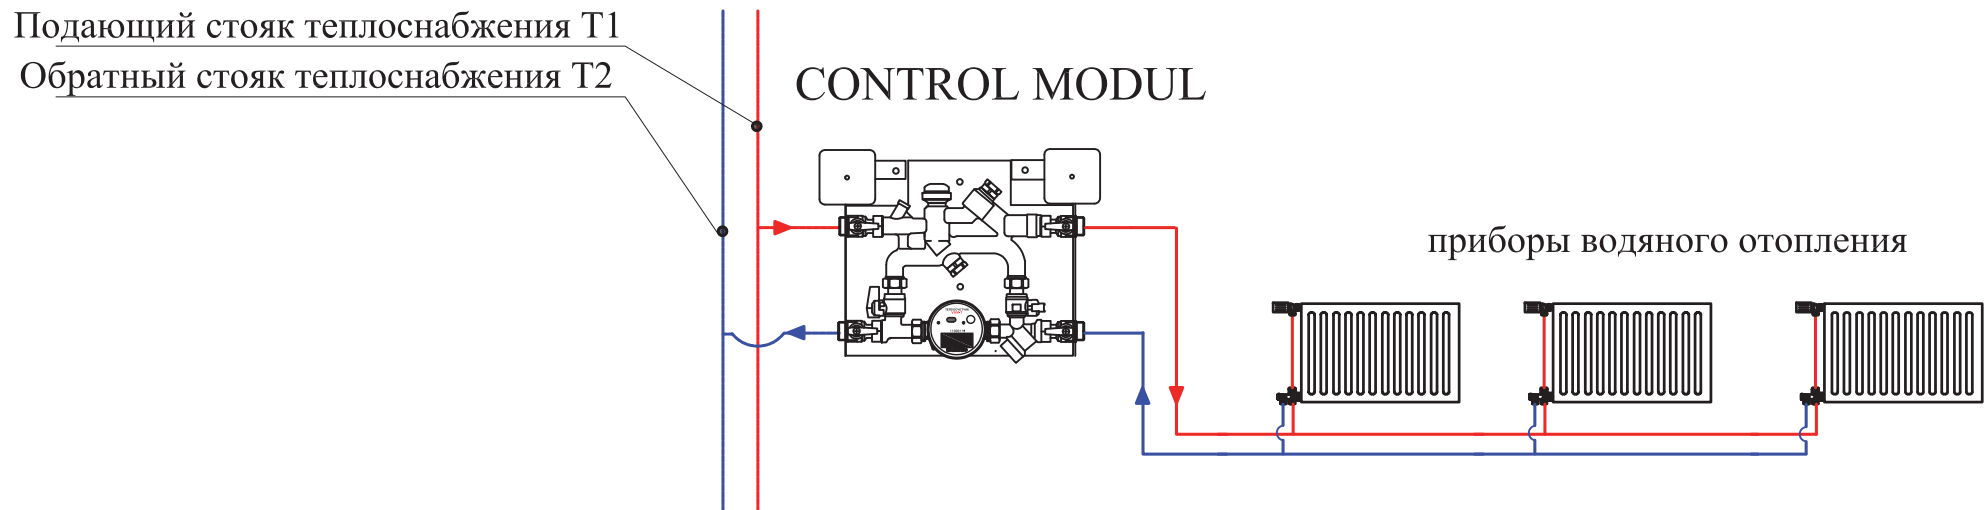 Подающий стояк теплоснабжения Т1
Обратный стояк теплоснабжения Т2
CONTROL MODUL
приборы водяного отопления